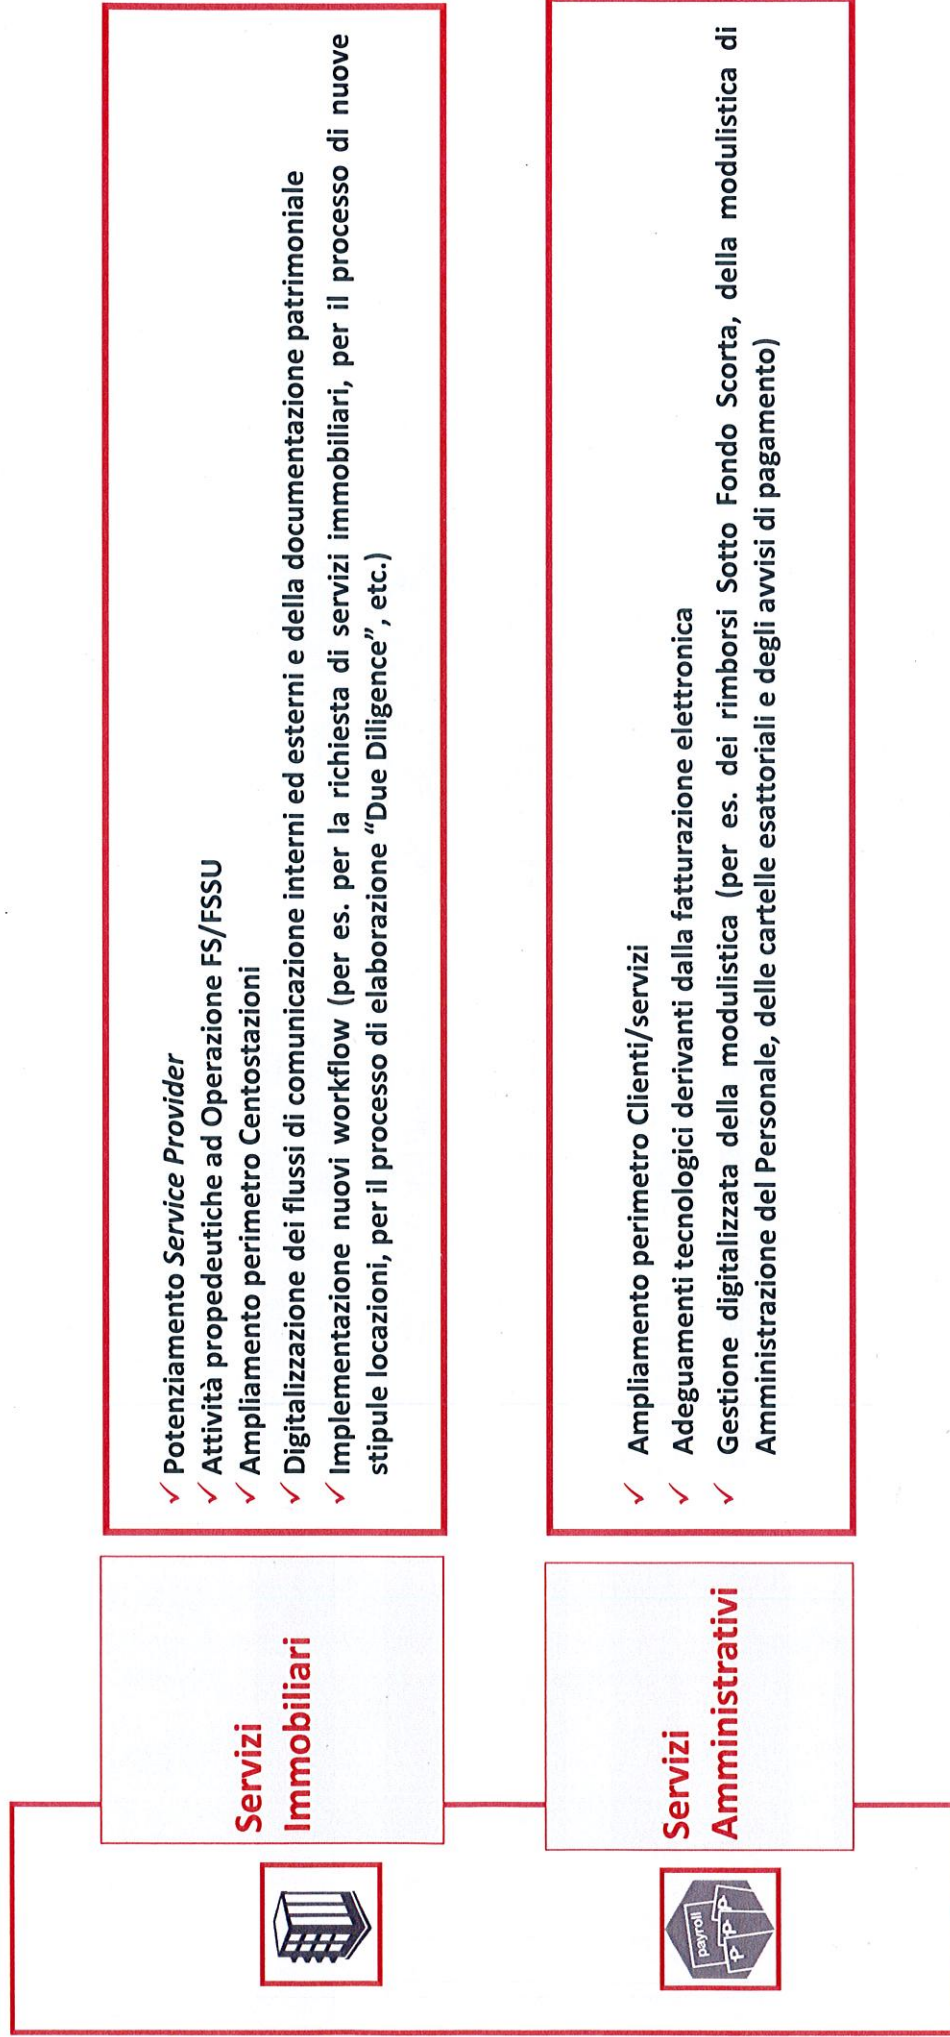 Servizi
Immobiliari
✓ Potenziamento Service Provider
✓ Attività propedeutiche ad Operazione FS/FSSU
✓ Ampliamento perimetro Centostazioni
✓ Digitalizzazione dei flussi di comunicazione interni ed esterni e della documentazione patrimoniale
✓ Implementazione nuovi workflow (per es. per la richiesta di servizi immobiliari, per il processo di nuove
stipule locazioni, per il processo di elaborazione “Due Diligence”, etc.)
payroll
P P P
Servizi
Amministrativi
✓ Ampliamento perimetro Clienti/servizi
✓ Adeguamenti tecnologici derivanti dalla fatturazione elettronica
✓ Gestione digitalizzata della modulistica (per es. dei rimborsi Sotto Fondo Scorta, della modulistica di
Amministrazione del Personale, delle cartelle esattoriali e degli avvisi di pagamento)